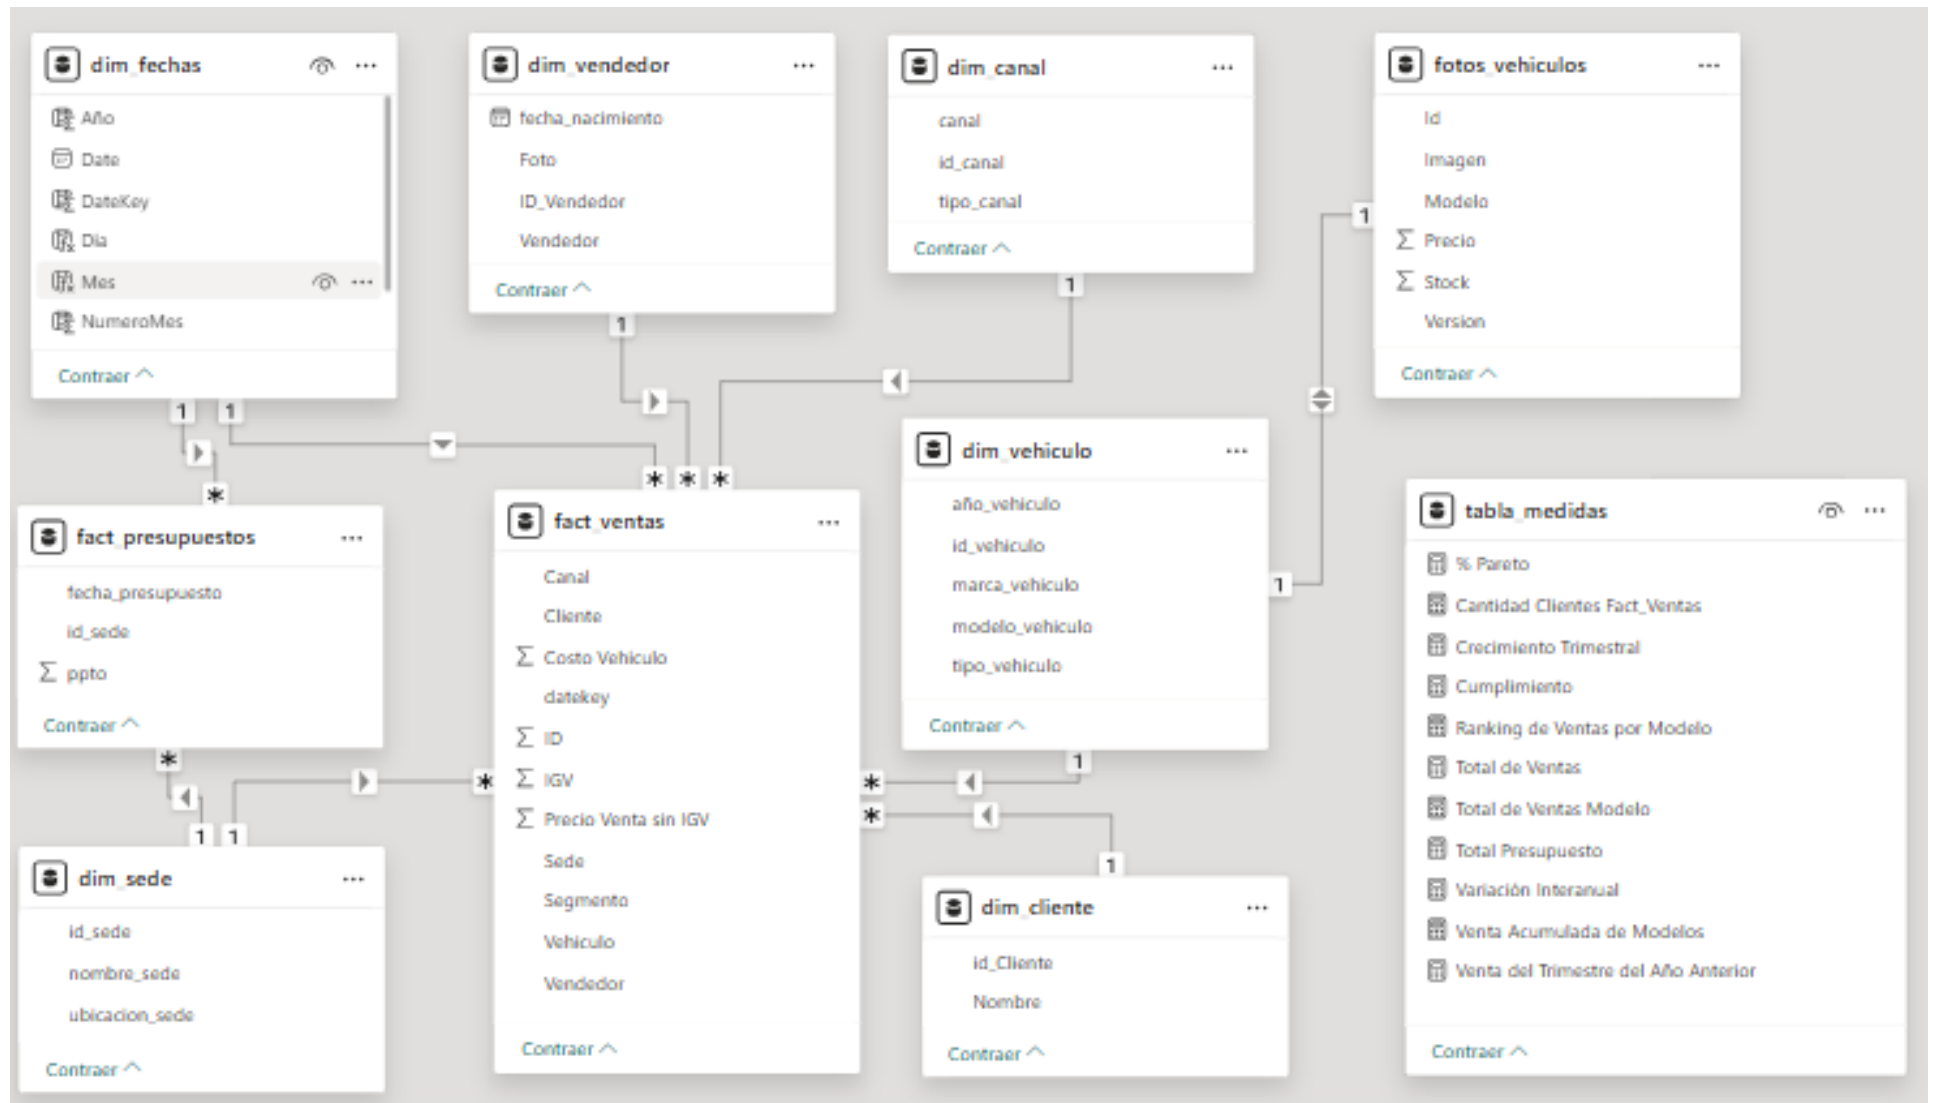 dim_fechas
Año
Date
DateKey
Dia
Mes
NumeroMes
Contraer
dim_vendedor
fecha_nacimiento
Foto
ID_Vendedor
Vendedor
Contraer
dim_canal
canal
id_canal
tipo_canal
Contraer
fotos_vehiculos
Id
Imagen
Modelo
Precio
Stock
Version
Contraer
1
1
1
1
1
*
*
*
*
fact_presupuestos
fecha_presupuesto
id_sede
ppto
Contraer
fact_ventas
Canal
Cliente
Costo Vehiculo
datekey
ID
IGV
Precio Venta sin IGV
Sede
Segmento
Vehiculo
Vendedor
Contraer
dim_vehiculo
año_vehiculo
id_vehiculo
marca_vehiculo
modelo_vehiculo
tipo_vehiculo
Contraer
1
tabla_medidas
% Pareto
Cantidad Clientes Fact_Ventas
Crecimiento Trimestral
Cumplimiento
Ranking de Ventas por Modelo
Total de Ventas
Total de Ventas Modelo
Total Presupuesto
Variación Interanual
Venta Acumulada de Modelos
Venta del Trimestre del Año Anterior
Contraer
*
*
*
1
*
1
1
1
dim_sede
id_sede
nombre_sede
ubicacion_sede
Contraer
dim_cliente
id_Cliente
Nombre
Contraer